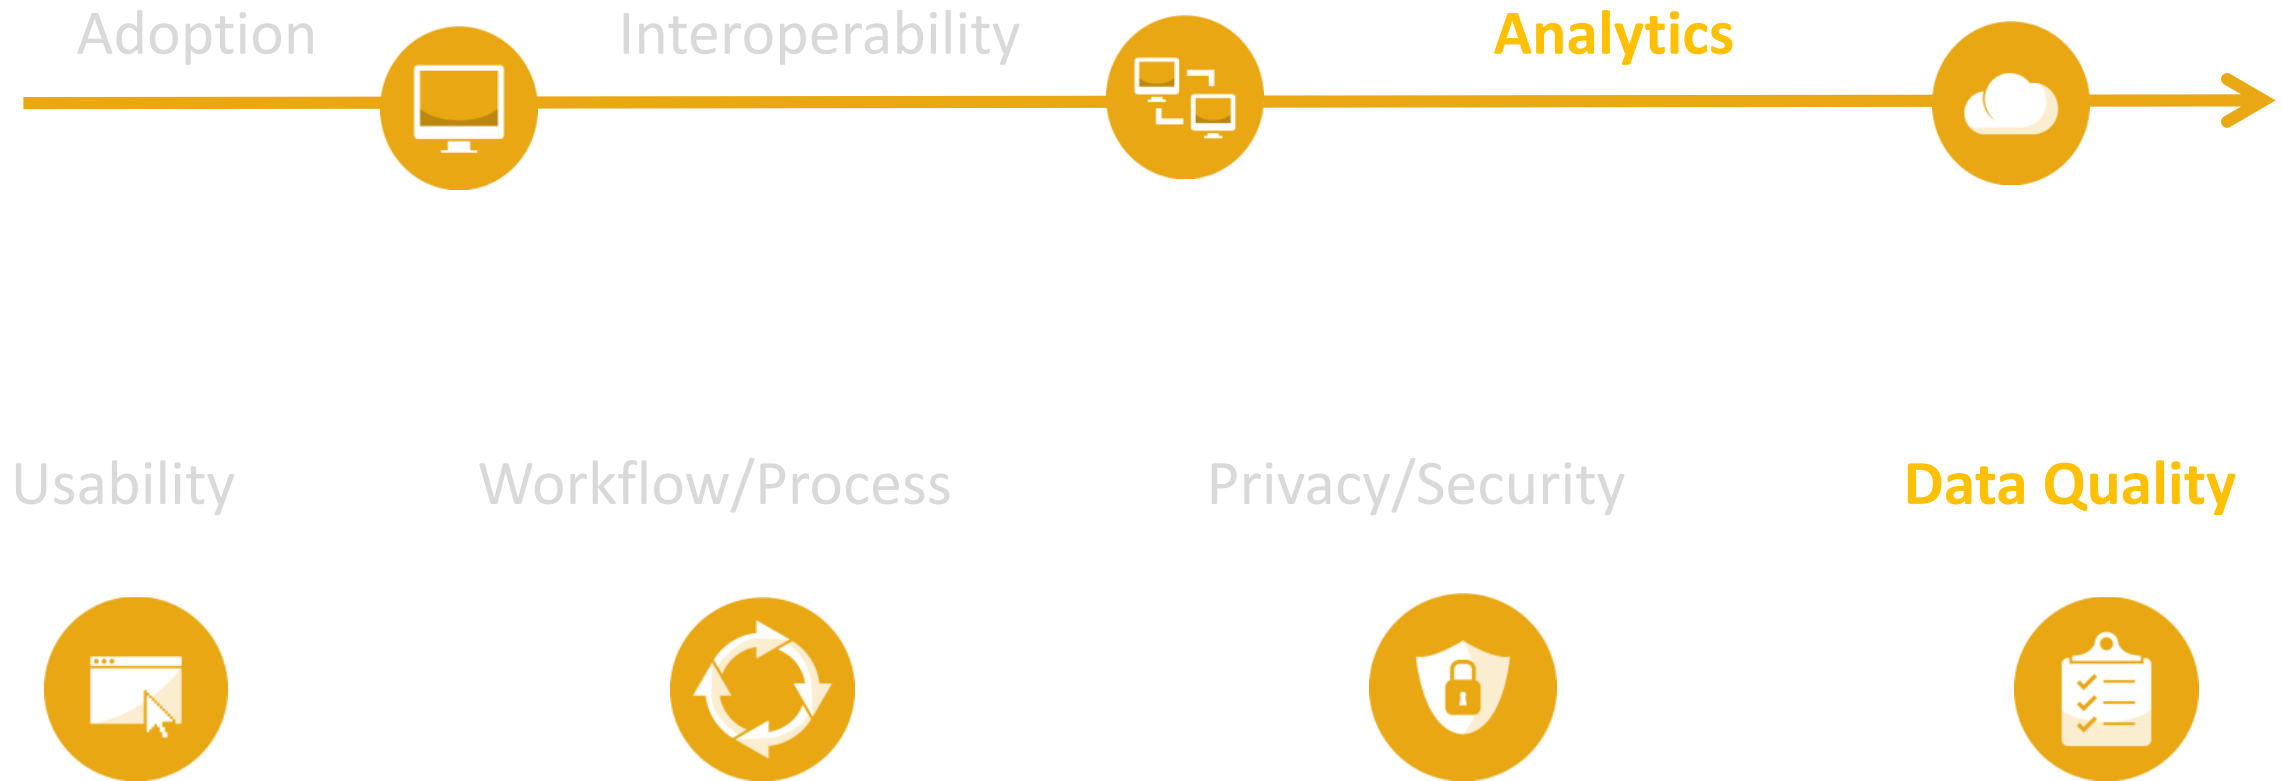 Adoption
Interoperability
Analytics
Usability
Workflow/Process
Privacy/Security
Data Quality